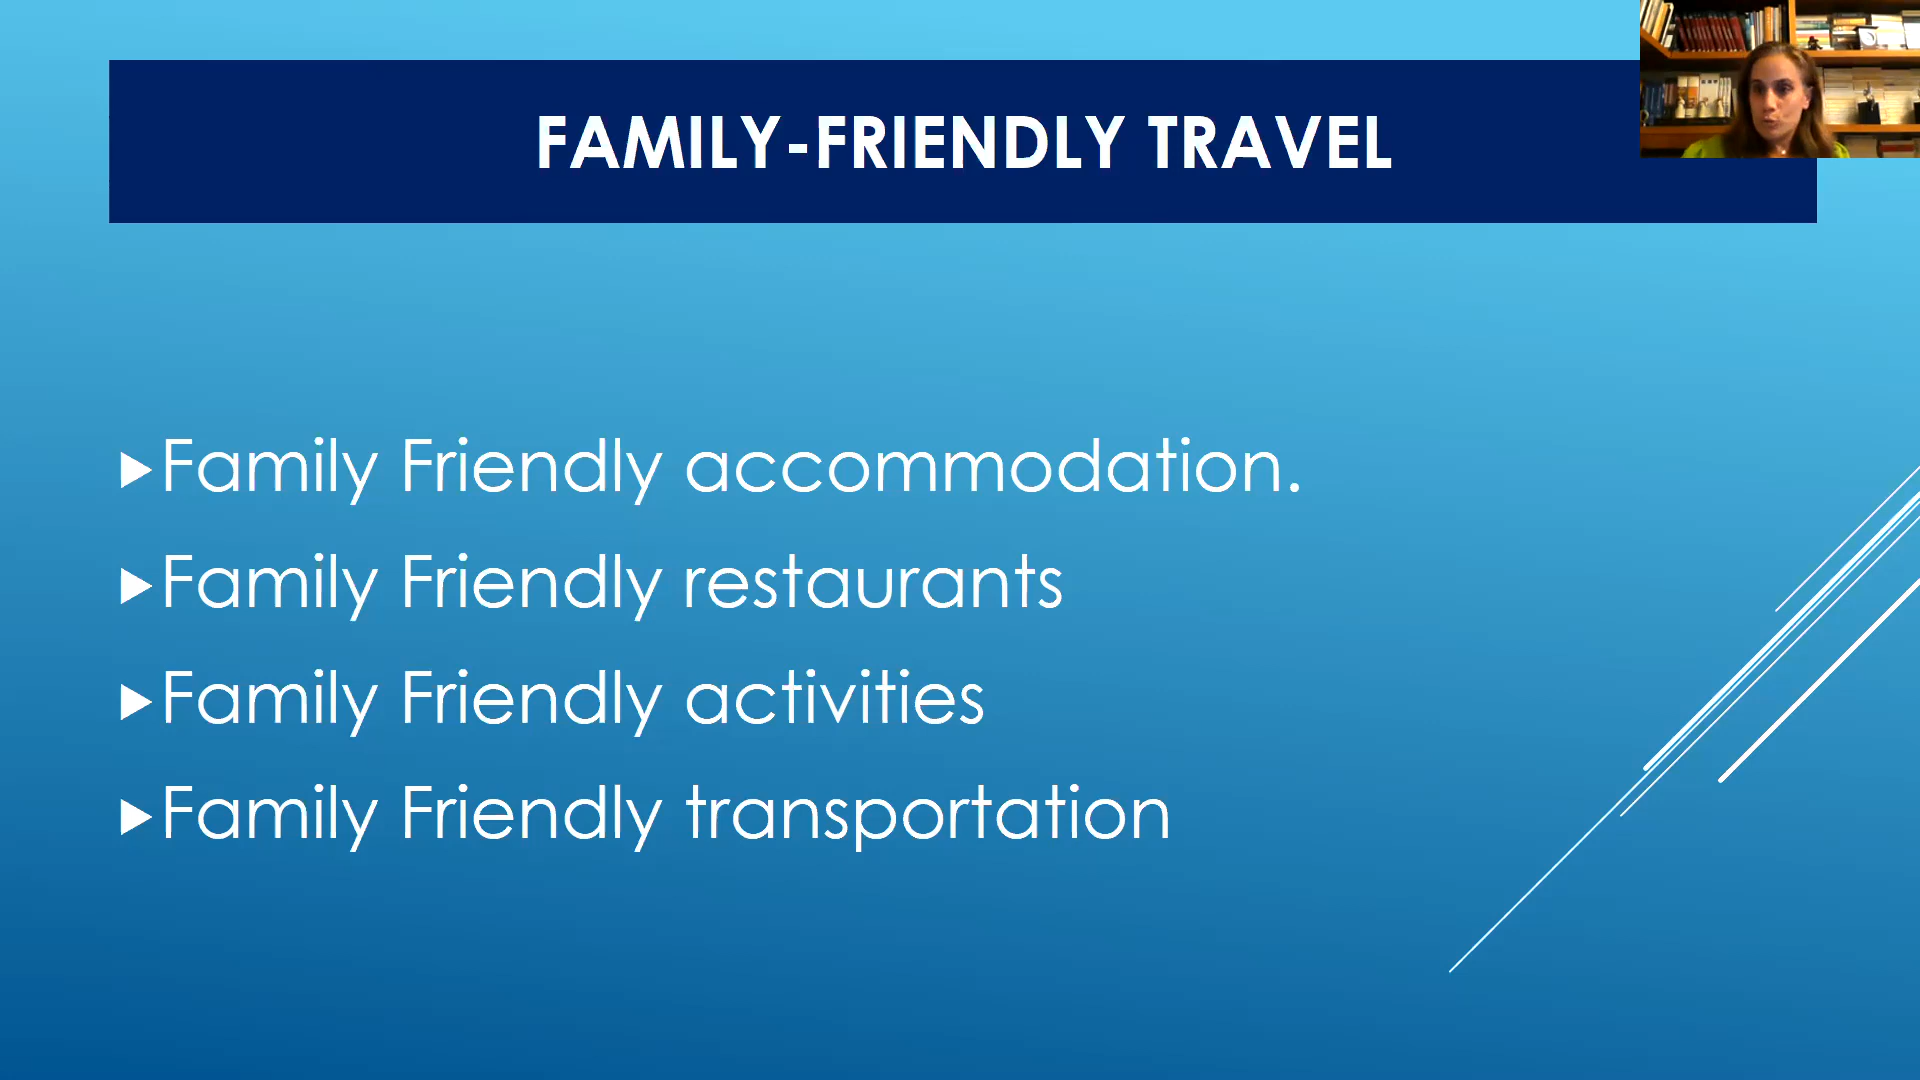 FAMILY-FRIENDLY TRAVEL
Family Friendly accommodation.
Family Friendly restaurants
Family Friendly activities
Family Friendly transportation